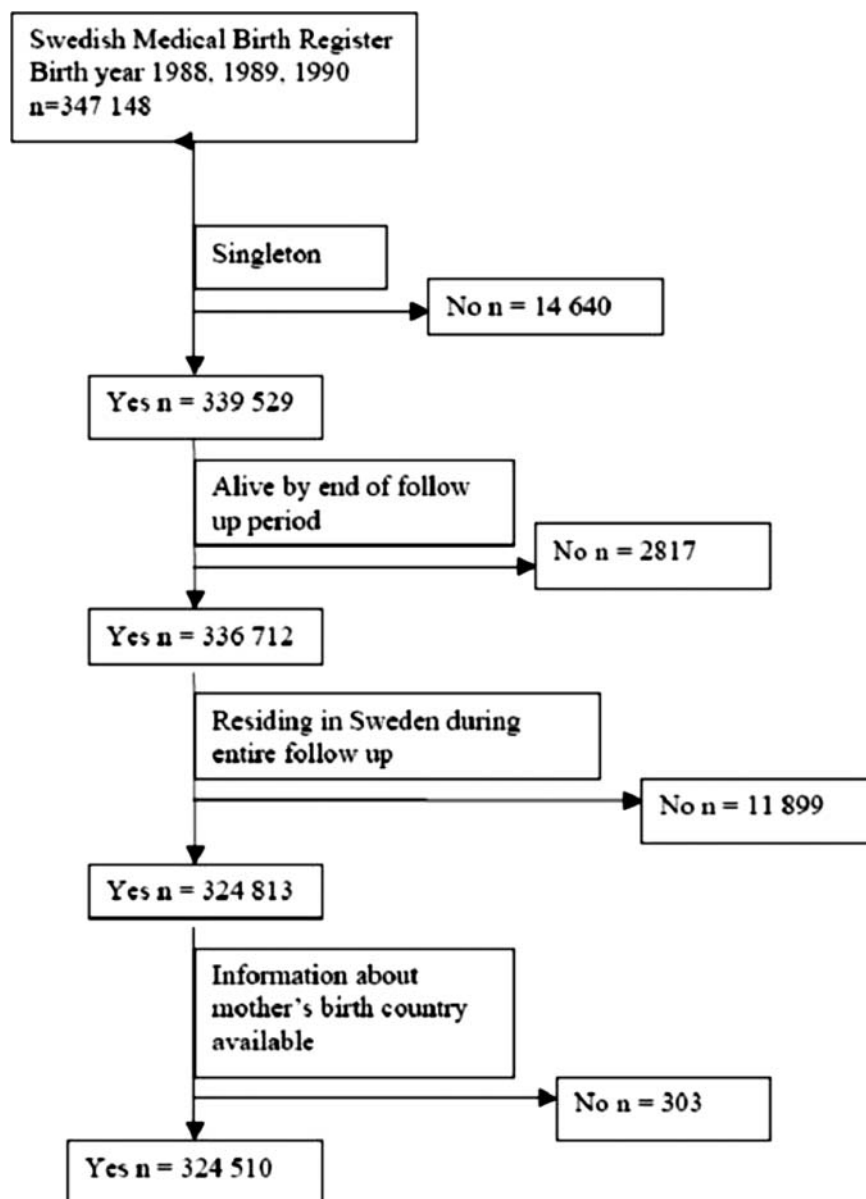 Swedish Medical Birth Register
Birth year 1988, 1989, 1990
n=347 148
Singleton
No n = 14 640
Yes n = 339 529
Alive by end of follow
up period
No n = 2817
Yes n = 336 712
Residing in Sweden during
entire follow up
No n = 11 899
Yes n = 324 813
Information about
mother's birth country
available
No n = 303
Yes n = 324 510